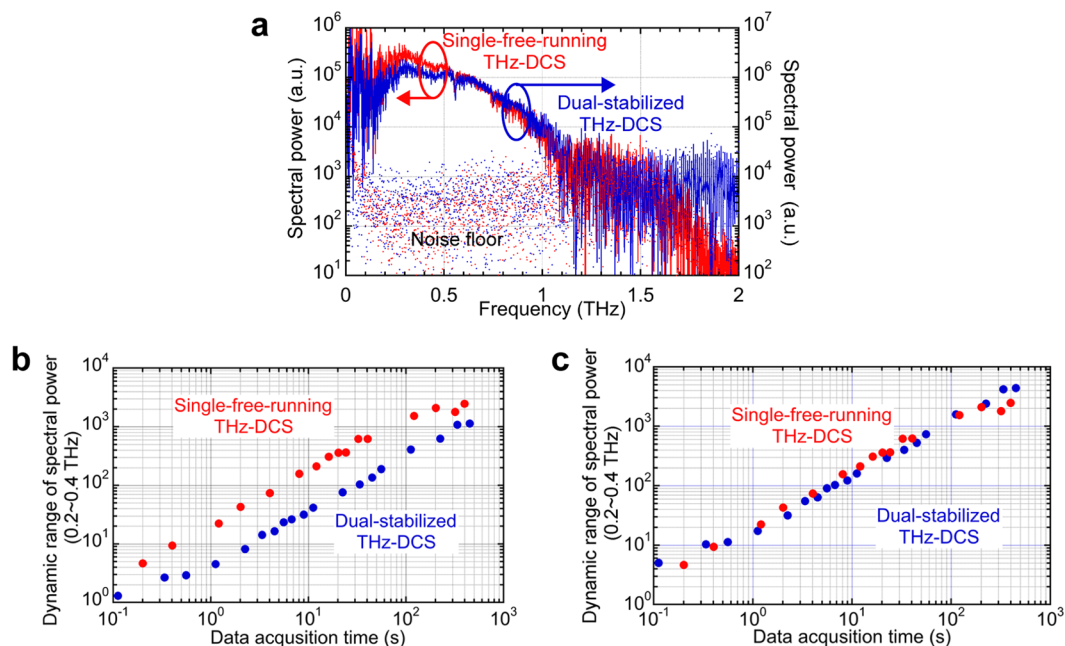 a
10^6
10^5
10^4
10^3
10^2
10^1
Spectral power (a.u.)
Single-free-running
THz-DCS
Dual-stabilized
THz-DCS
Noise floor
10^7
10^6
10^5
10^4
10^3
10^2
Spectral power (a.u.)
0 0.5 1 1.5 2
Frequency (THz)
b
Dynamic range of spectral power
(0.2~0.4 THz)
10^4
10^3
10^2
10^1
10^0
Single-free-running
THz-DCS
Dual-stabilized
THz-DCS
10^-1 10^0 10^1 10^2 10^3
Data acqusition time (s)
c
Dynamic range of spectral power
(0.2~0.4 THz)
10^4
10^3
10^2
10^1
10^0
Single-free-running
THz-DCS
Dual-stabilized
THz-DCS
10^-1 10^0 10^1 10^2 10^3
Data acqusition time (s)